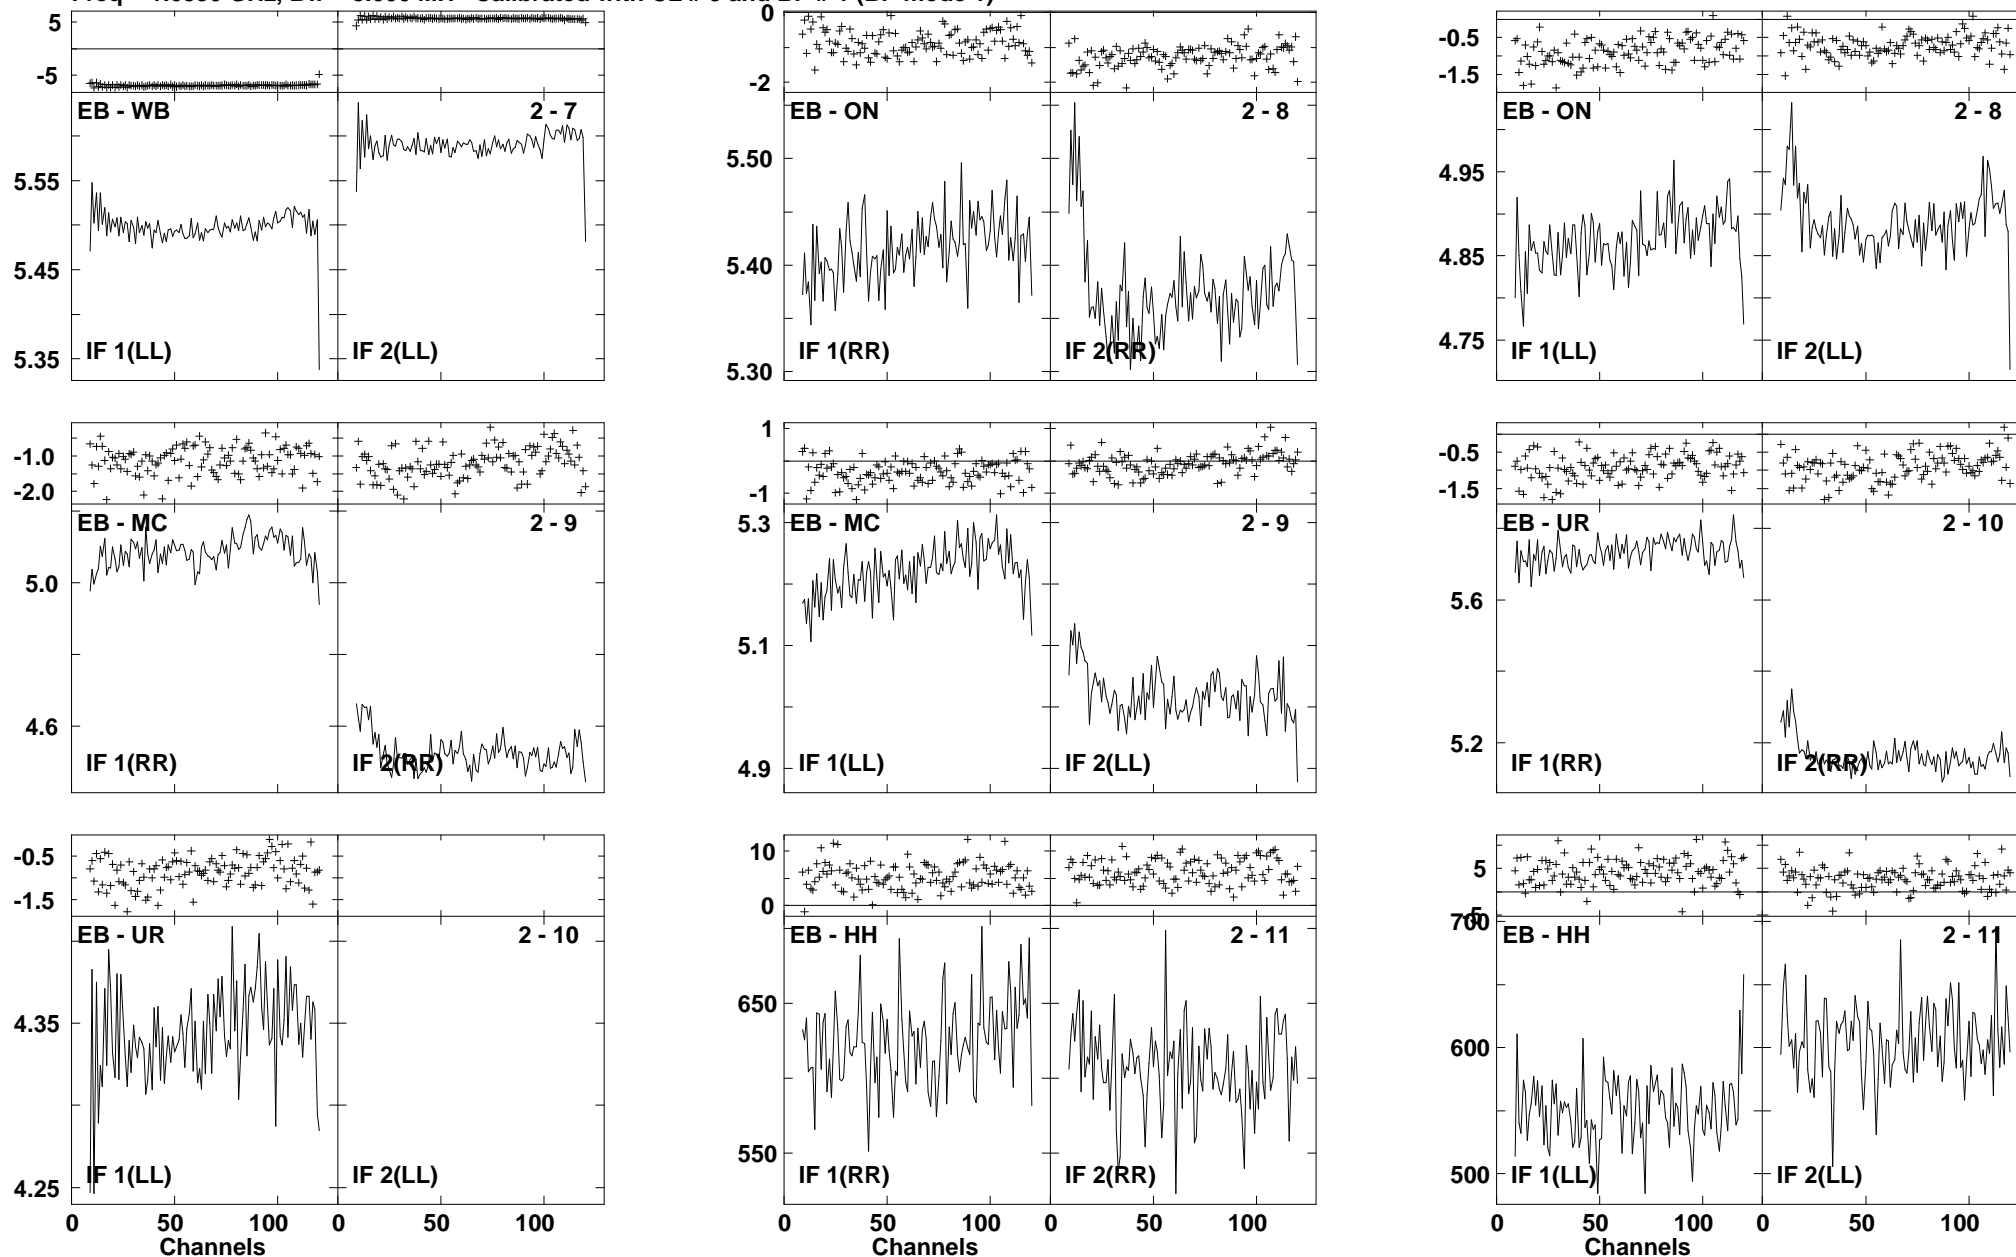 5
-5
EB - WB
2 - 7
5.55
5.45
5.35
IF 1(LL)
IF 2(LL)
0
-2
EB - ON
2 - 8
5.50
5.40
5.30
IF 1(RR)
IF 2(RR)
-0.5
-1.5
EB - ON
2 - 8
4.95
4.85
4.75
IF 1(LL)
IF 2(LL)
-1.0
-2.0
EB - MC
2 - 9
5.0
4.6
IF 1(RR)
IF 2(RR)
1
-1
EB - MC
2 - 9
5.3
5.1
4.9
IF 1(LL)
IF 2(LL)
-0.5
-1.5
EB - UR
2 - 10
5.6
5.2
IF 1(RR)
IF 2(RR)
-0.5
-1.5
EB - UR
2 - 10
4.35
4.25
IF 1(LL)
IF 2(LL)
0 50 100 0 50 100
Channels
10
0
EB - HH
2 - 11
650
550
IF 1(RR)
IF 2(RR)
0 50 100 0 50 100
Channels
5
-5
700
EB - HH
2 - 11
600
500
IF 1(LL)
IF 2(LL)
0 50 100 0 50 100
Channels